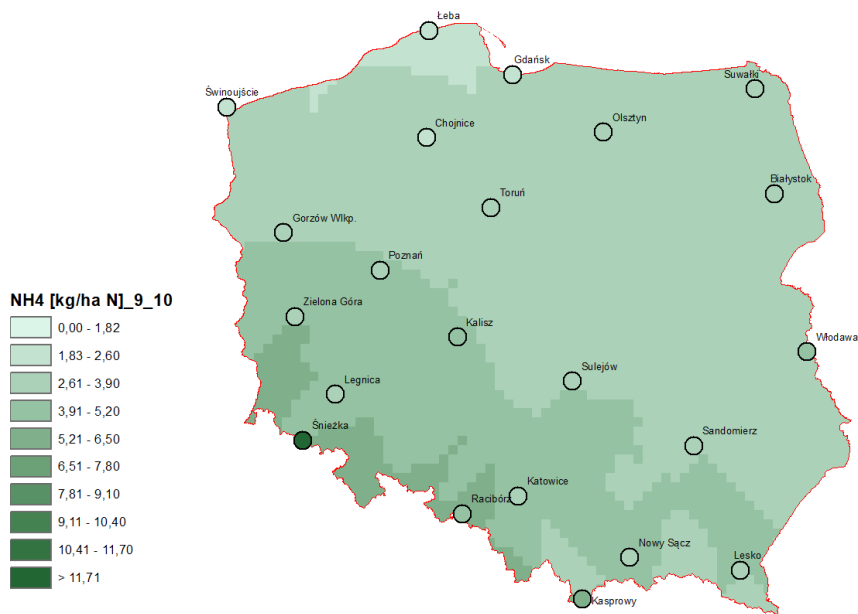 Łeba
Gdańsk
Suwałki
Świnoujście
Chojnice
Olsztyn
Białystok
Toruń
Gorzów Wlkp.
Poznań
NH4 [kg/ha N]_9_10
0,00 - 1,82
1,83 - 2,60
2,61 - 3,90
3,91 - 5,20
5,21 - 6,50
6,51 - 7,80
7,81 - 9,10
9,11 - 10,40
10,41 - 11,70
> 11,71
Zielona Góra
Kalisz
Włodawa
Sulejów
Legnica
Śnieżka
Sandomierz
Katowice
Racibórz
Nowy Sącz
Lesko
Kasprowy